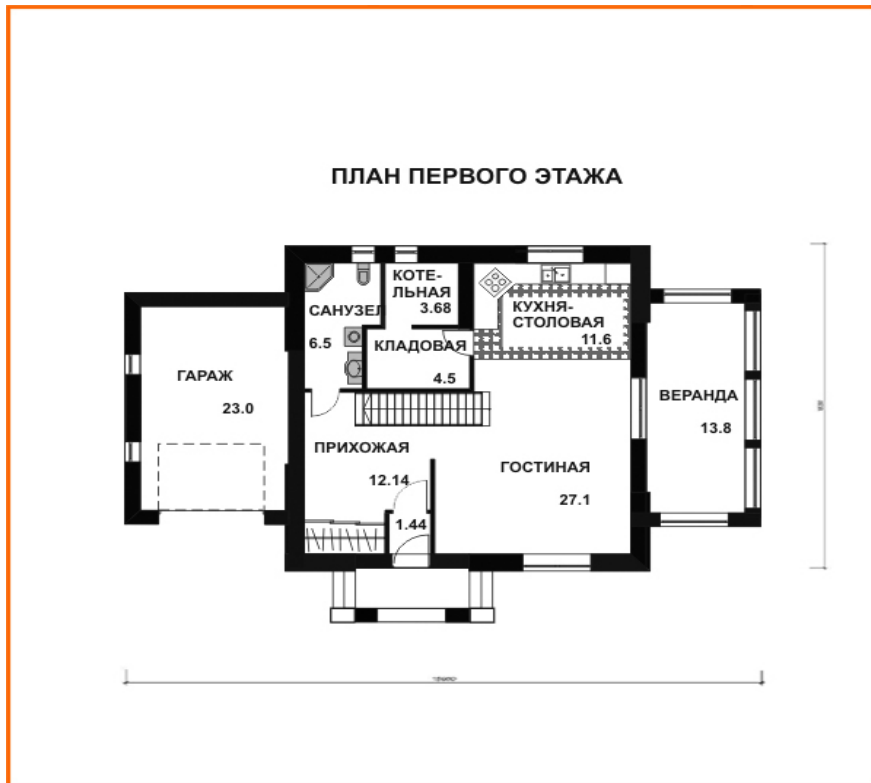 ПЛАН ПЕРВОГО ЭТАЖА
КОТЕ-
ЛЬНАЯ
3.68
САНУЗЕЛ
6.5
КУХНЯ-
СТОЛОВАЯ
11.6
КЛАДОВАЯ
4.5
ГАРАЖ
23.0
ВЕРАНДА
13.8
ПРИХОЖАЯ
12.14
ГОСТИНАЯ
27.1
1.44